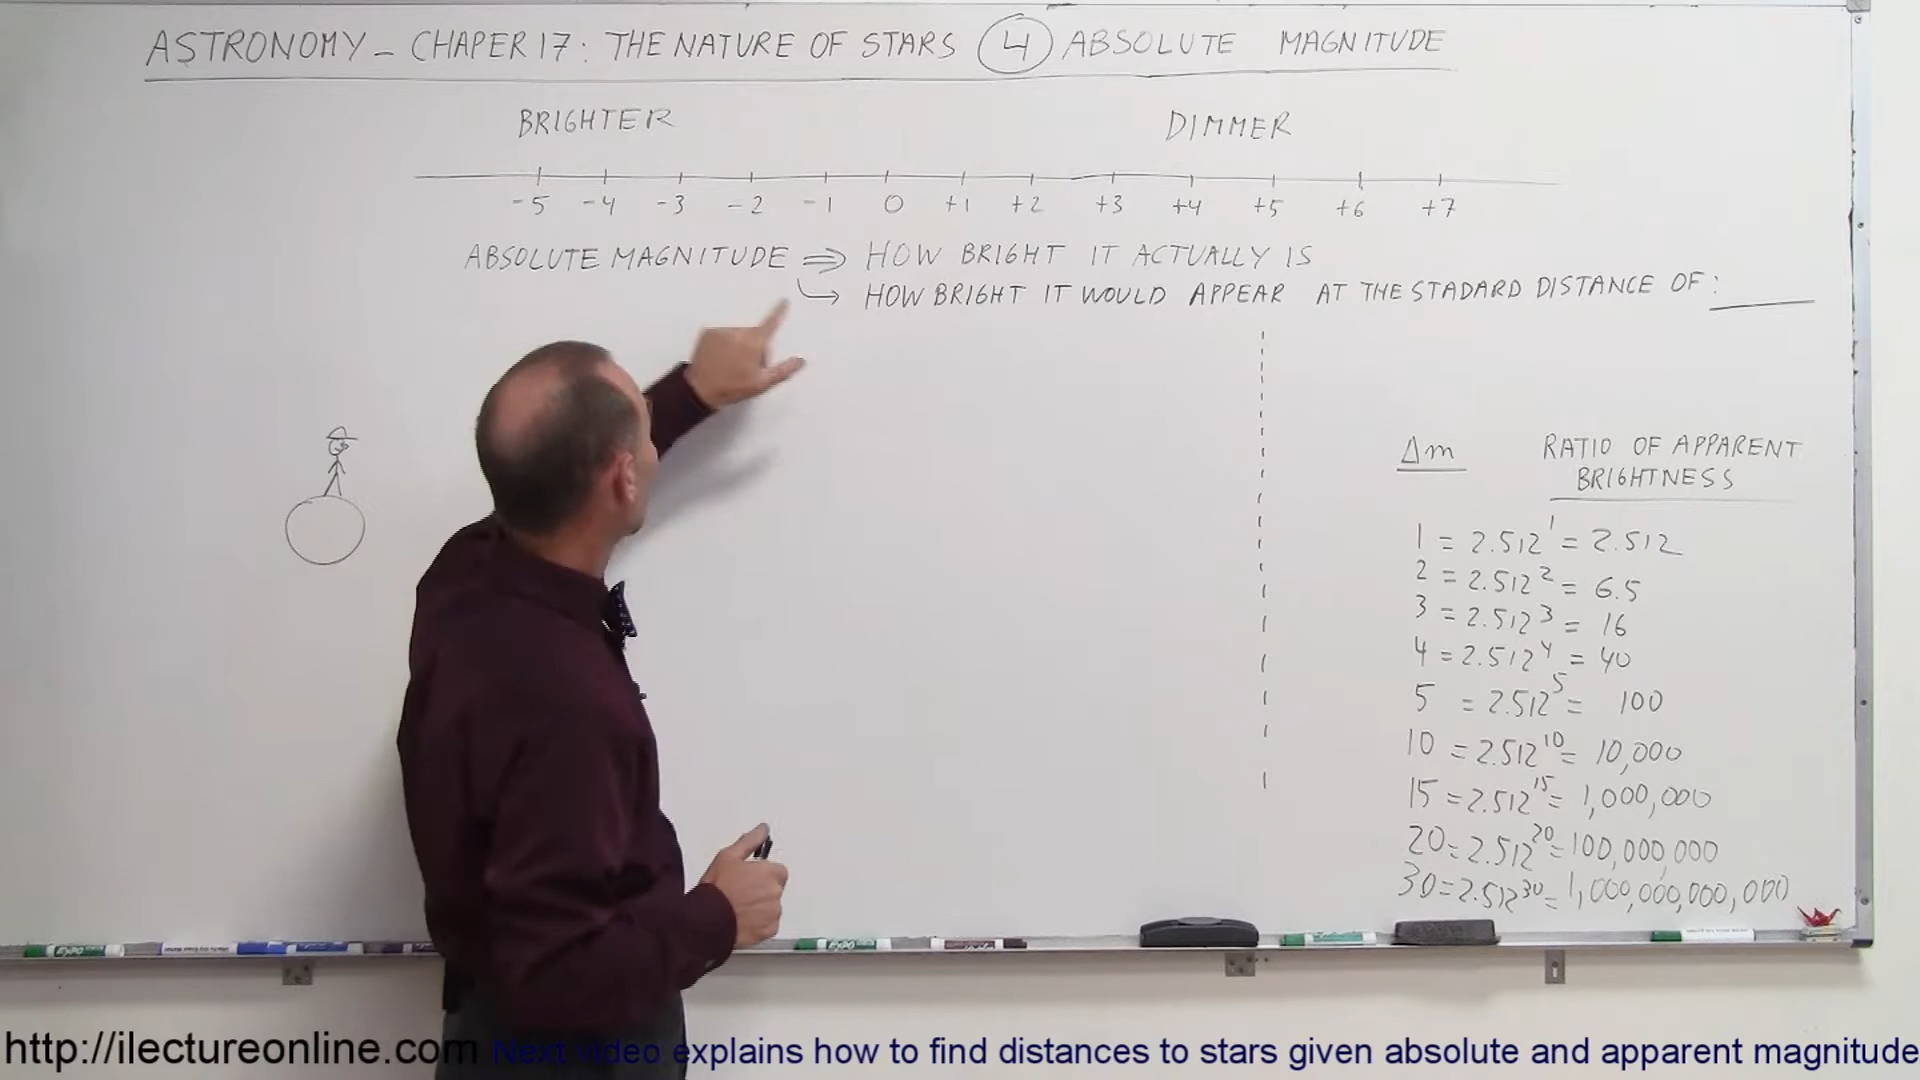 ASTRONOMY - CHAPER 17: THE NATURE OF STARS 4 ABSOLUTE MAGNITUDE
BRIGHTER DIMMER
-5 -4 -3 -2 -1 0 +1 +2 +3 +4 +5 +6 +7
ABSOLUTE MAGNITUDE ⇒ HOW BRIGHT IT ACTUALLY IS
↳ HOW BRIGHT IT WOULD APPEAR AT THE STADARD DISTANCE OF: ____
Δm RATIO OF APPARENT
BRIGHTNESS
1 = 2.512¹ = 2.512
2 = 2.512² = 6.5
3 = 2.512³ = 16
4 = 2.512⁴ = 40
5 = 2.512⁵ = 100
10 = 2.512¹⁰ = 10,000
15 = 2.512¹⁵ = 1,000,000
20 = 2.512²⁰ = 100,000,000
30 = 2.512³⁰ = 1,000,000,000,000
http://ilectureonline.com Next video explains how to find distances to stars given absolute and apparent magnitude